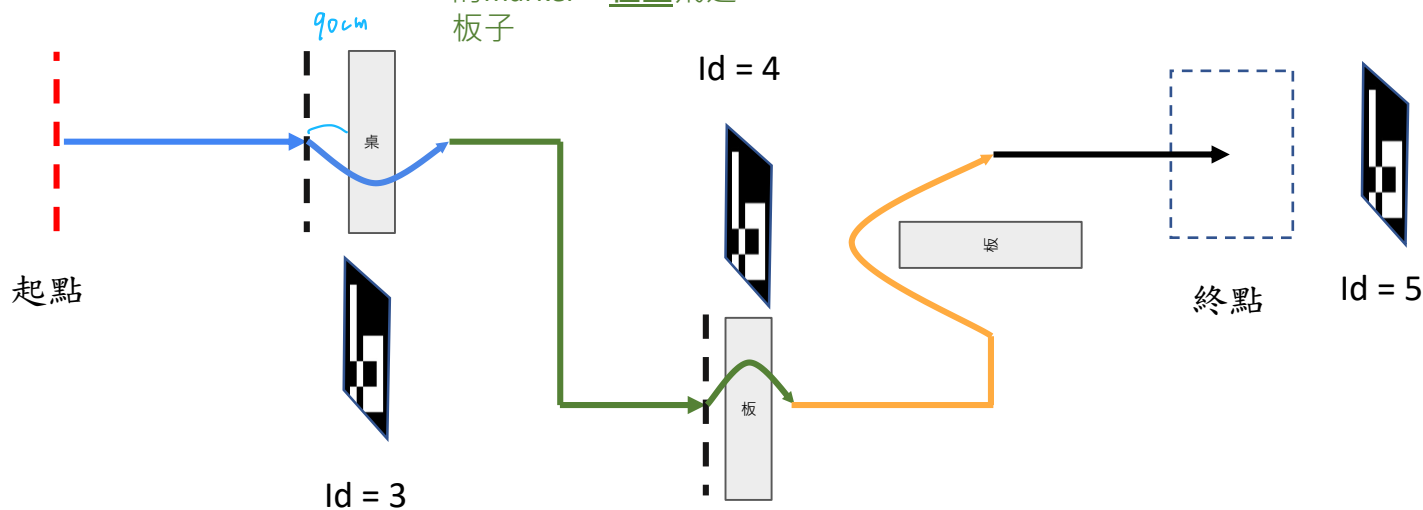 90cm
板子
Id = 4
桌
起點
Id = 3
板
板
終點
Id = 5